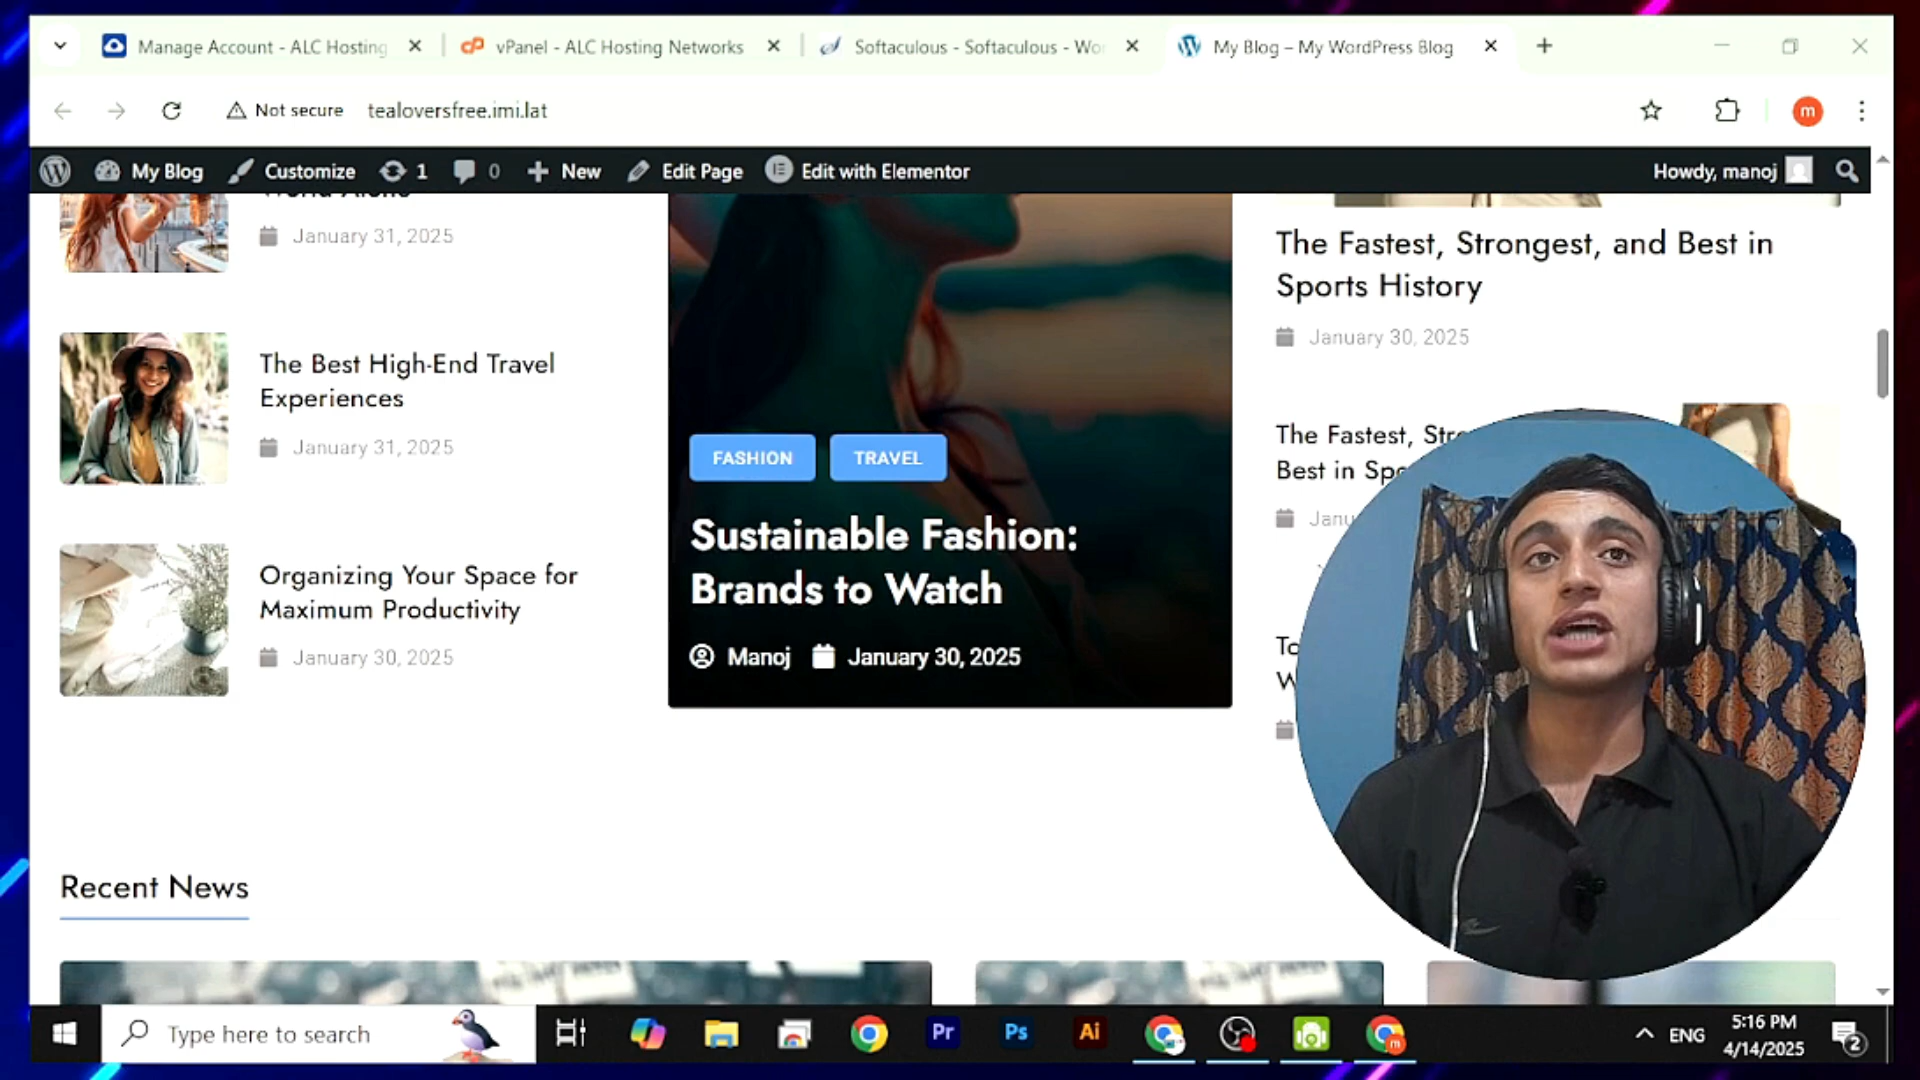 Manage Account - ALC Hosting
vPanel - ALC Hosting Networks
Softaculous - Softaculous - Wor
My Blog – My WordPress Blog
Not secure
tealoversfree.imi.lat
m
My Blog
Customize
1
0
New
Edit Page
Edit with Elementor
Howdy, manoj
January 31, 2025
The Best High-End Travel
Experiences
January 31, 2025
Organizing Your Space for
Maximum Productivity
January 30, 2025
FASHION
TRAVEL
Sustainable Fashion:
Brands to Watch
Manoj
January 30, 2025
The Fastest, Strongest, and Best in
Sports History
January 30, 2025
The Fastest, Stro
Best in Spo
Janu
To
W
Recent News
Type here to search
Pr
Ps
Ai
m
ENG
5:16 PM
4/14/2025
2